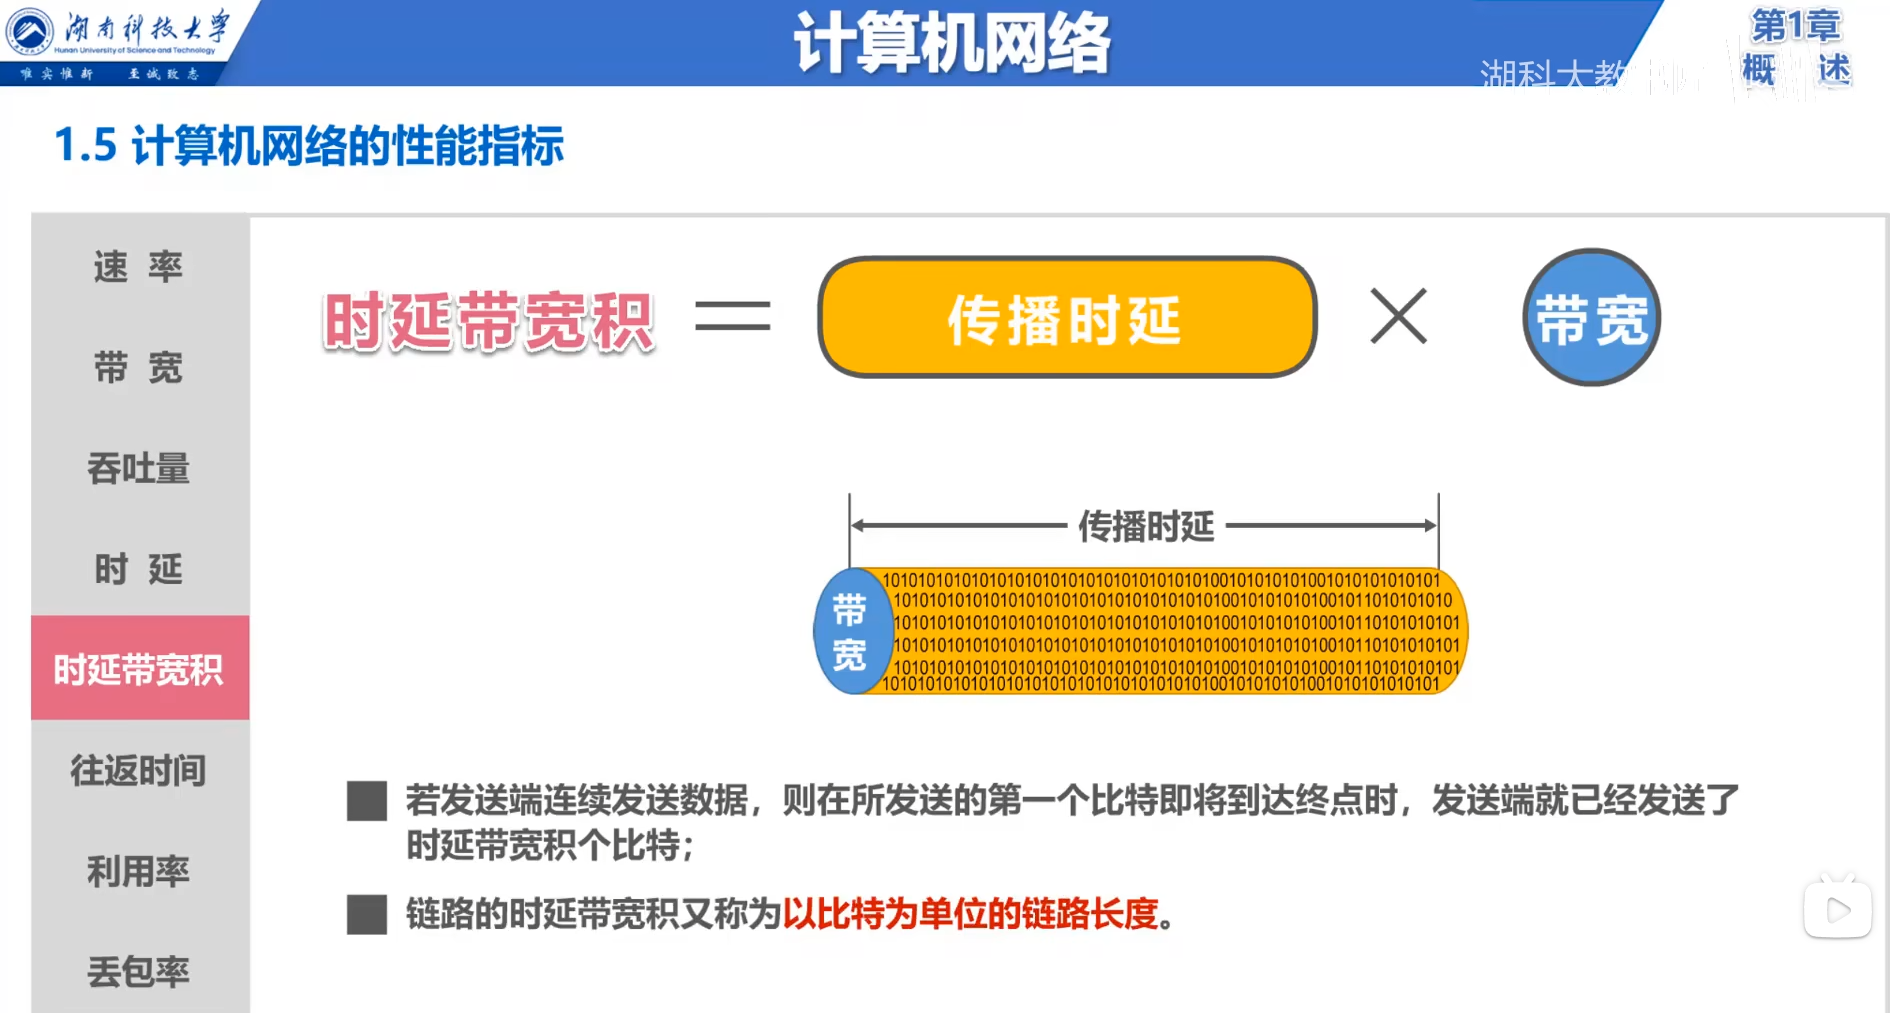 湖南科技大学
Hunan University of Science and Technology
唯实惟新 至诚致志
计算机网络
第1章
概 述
湖科大教
1.5 计算机网络的性能指标
速 率
带 宽
吞吐量
时 延
时延带宽积
往返时间
利用率
丢包率
时延带宽积 = 传播时延 × 带宽
传播时延
带
宽
若发送端连续发送数据，则在所发送的第一个比特即将到达终点时，发送端就已经发送了
时延带宽积个比特；
链路的时延带宽积又称为以比特为单位的链路长度。